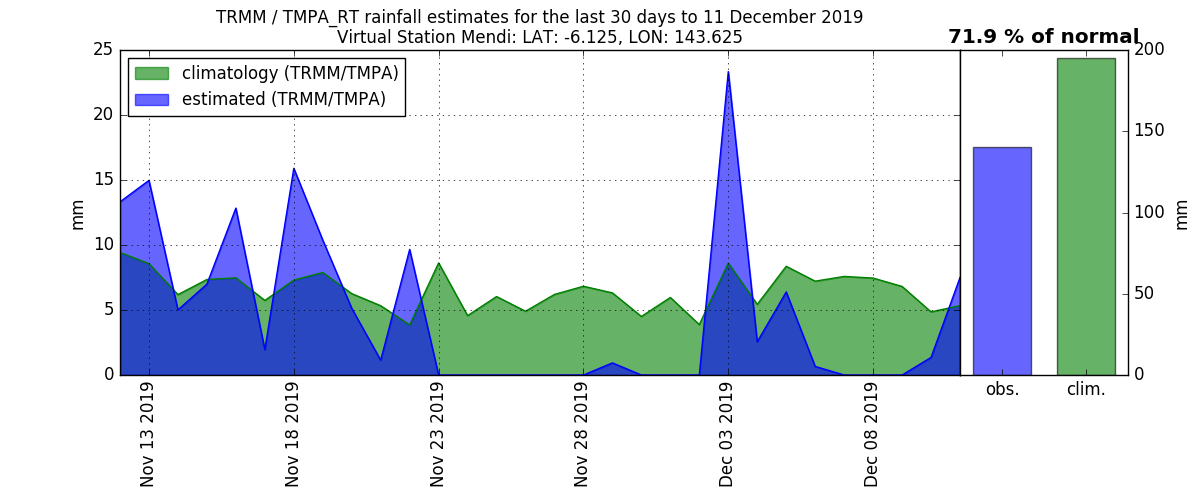 TRMM / TMPA_RT rainfall estimates for the last 30 days to 11 December 2019
Virtual Station Mendi: LAT: -6.125, LON: 143.625
71.9 % of normal
climatology (TRMM/TMPA)
estimated (TRMM/TMPA)
25
20
15
10
5
0
mm
Nov 13 2019
Nov 18 2019
Nov 23 2019
Nov 28 2019
Dec 03 2019
Dec 08 2019
200
150
100
50
0
mm
obs.
clim.